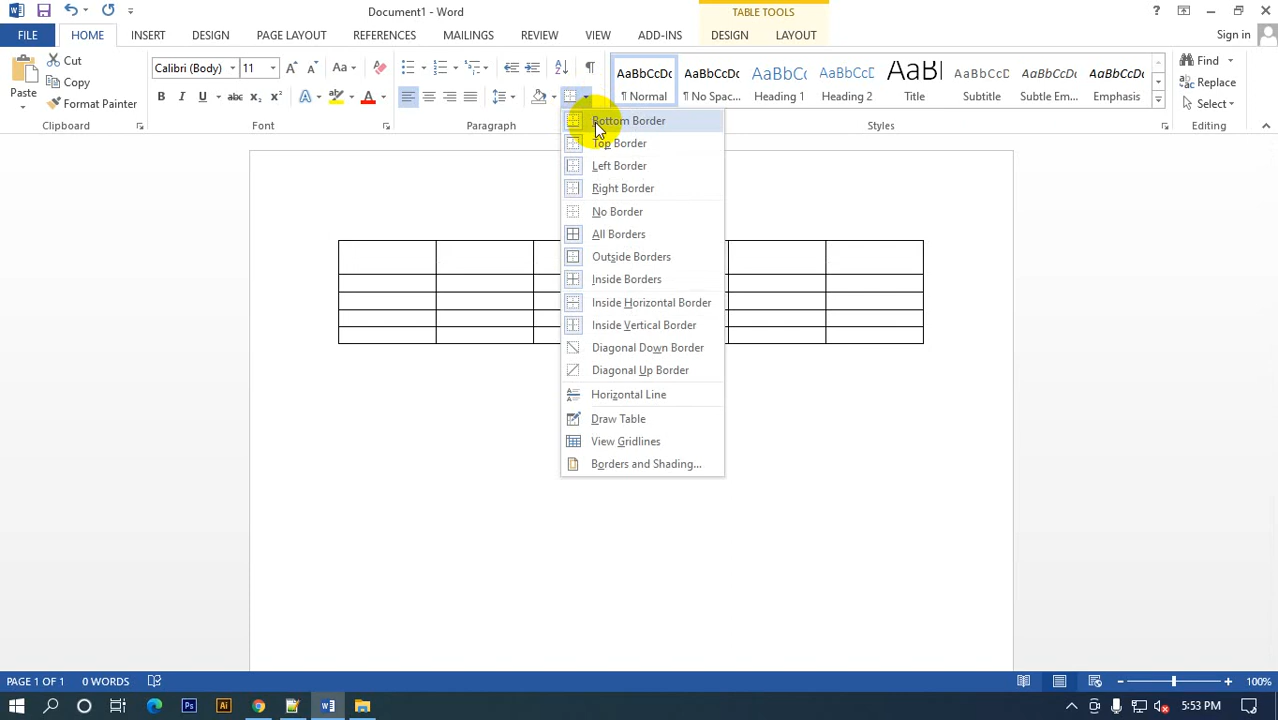 Document1 - Word
TABLE TOOLS
?
FILE
HOME
INSERT
DESIGN
PAGE LAYOUT
REFERENCES
MAILINGS
REVIEW
VIEW
ADD-INS
DESIGN
LAYOUT
Sign in
Paste
Cut
Copy
Format Painter
Clipboard
Calibri (Body)
11
Aa
B I U abc
Font
Paragraph
AaBbCcDc
¶ Normal
AaBbCcDc
¶ No Spac...
AaBbCc
Heading 1
AaBbCcD
Heading 2
AaBI
Title
AaBbCcD
Subtitle
AaBbCcDc
Subtle Em...
AaBbCcDc
Emphasis
Styles
Find
Replace
Select
Editing
Bottom Border
Top Border
Left Border
Right Border
No Border
All Borders
Outside Borders
Inside Borders
Inside Horizontal Border
Inside Vertical Border
Diagonal Down Border
Diagonal Up Border
Horizontal Line
Draw Table
View Gridlines
Borders and Shading...
PAGE 1 OF 1
0 WORDS
100%
5:53 PM